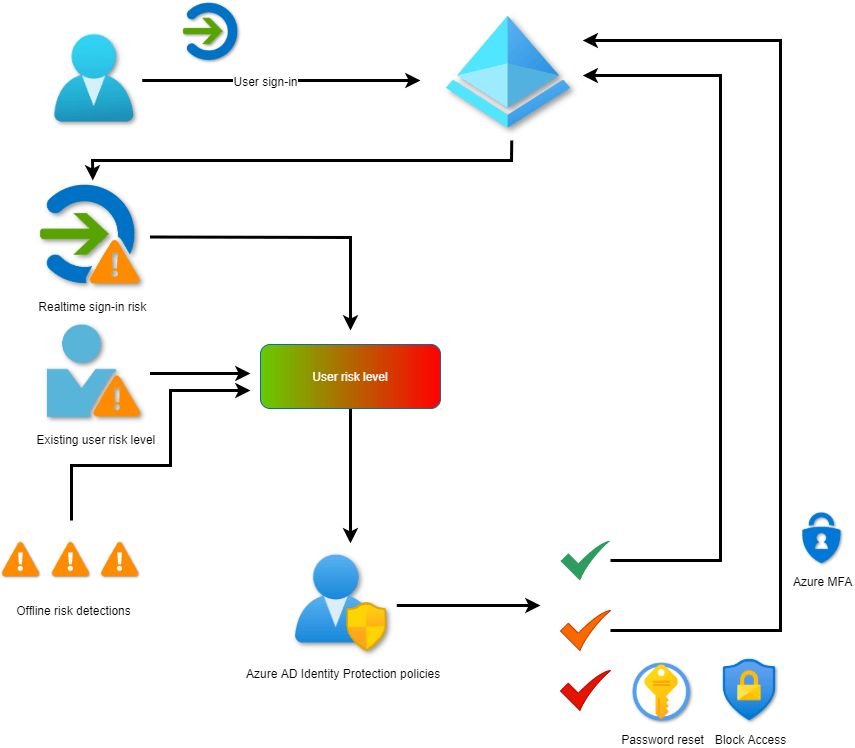 User sign-in
Realtime sign-in risk
User risk level
Existing user risk level
Azure MFA
Offline risk detections
Azure AD Identity Protection policies
Password reset
Block Access